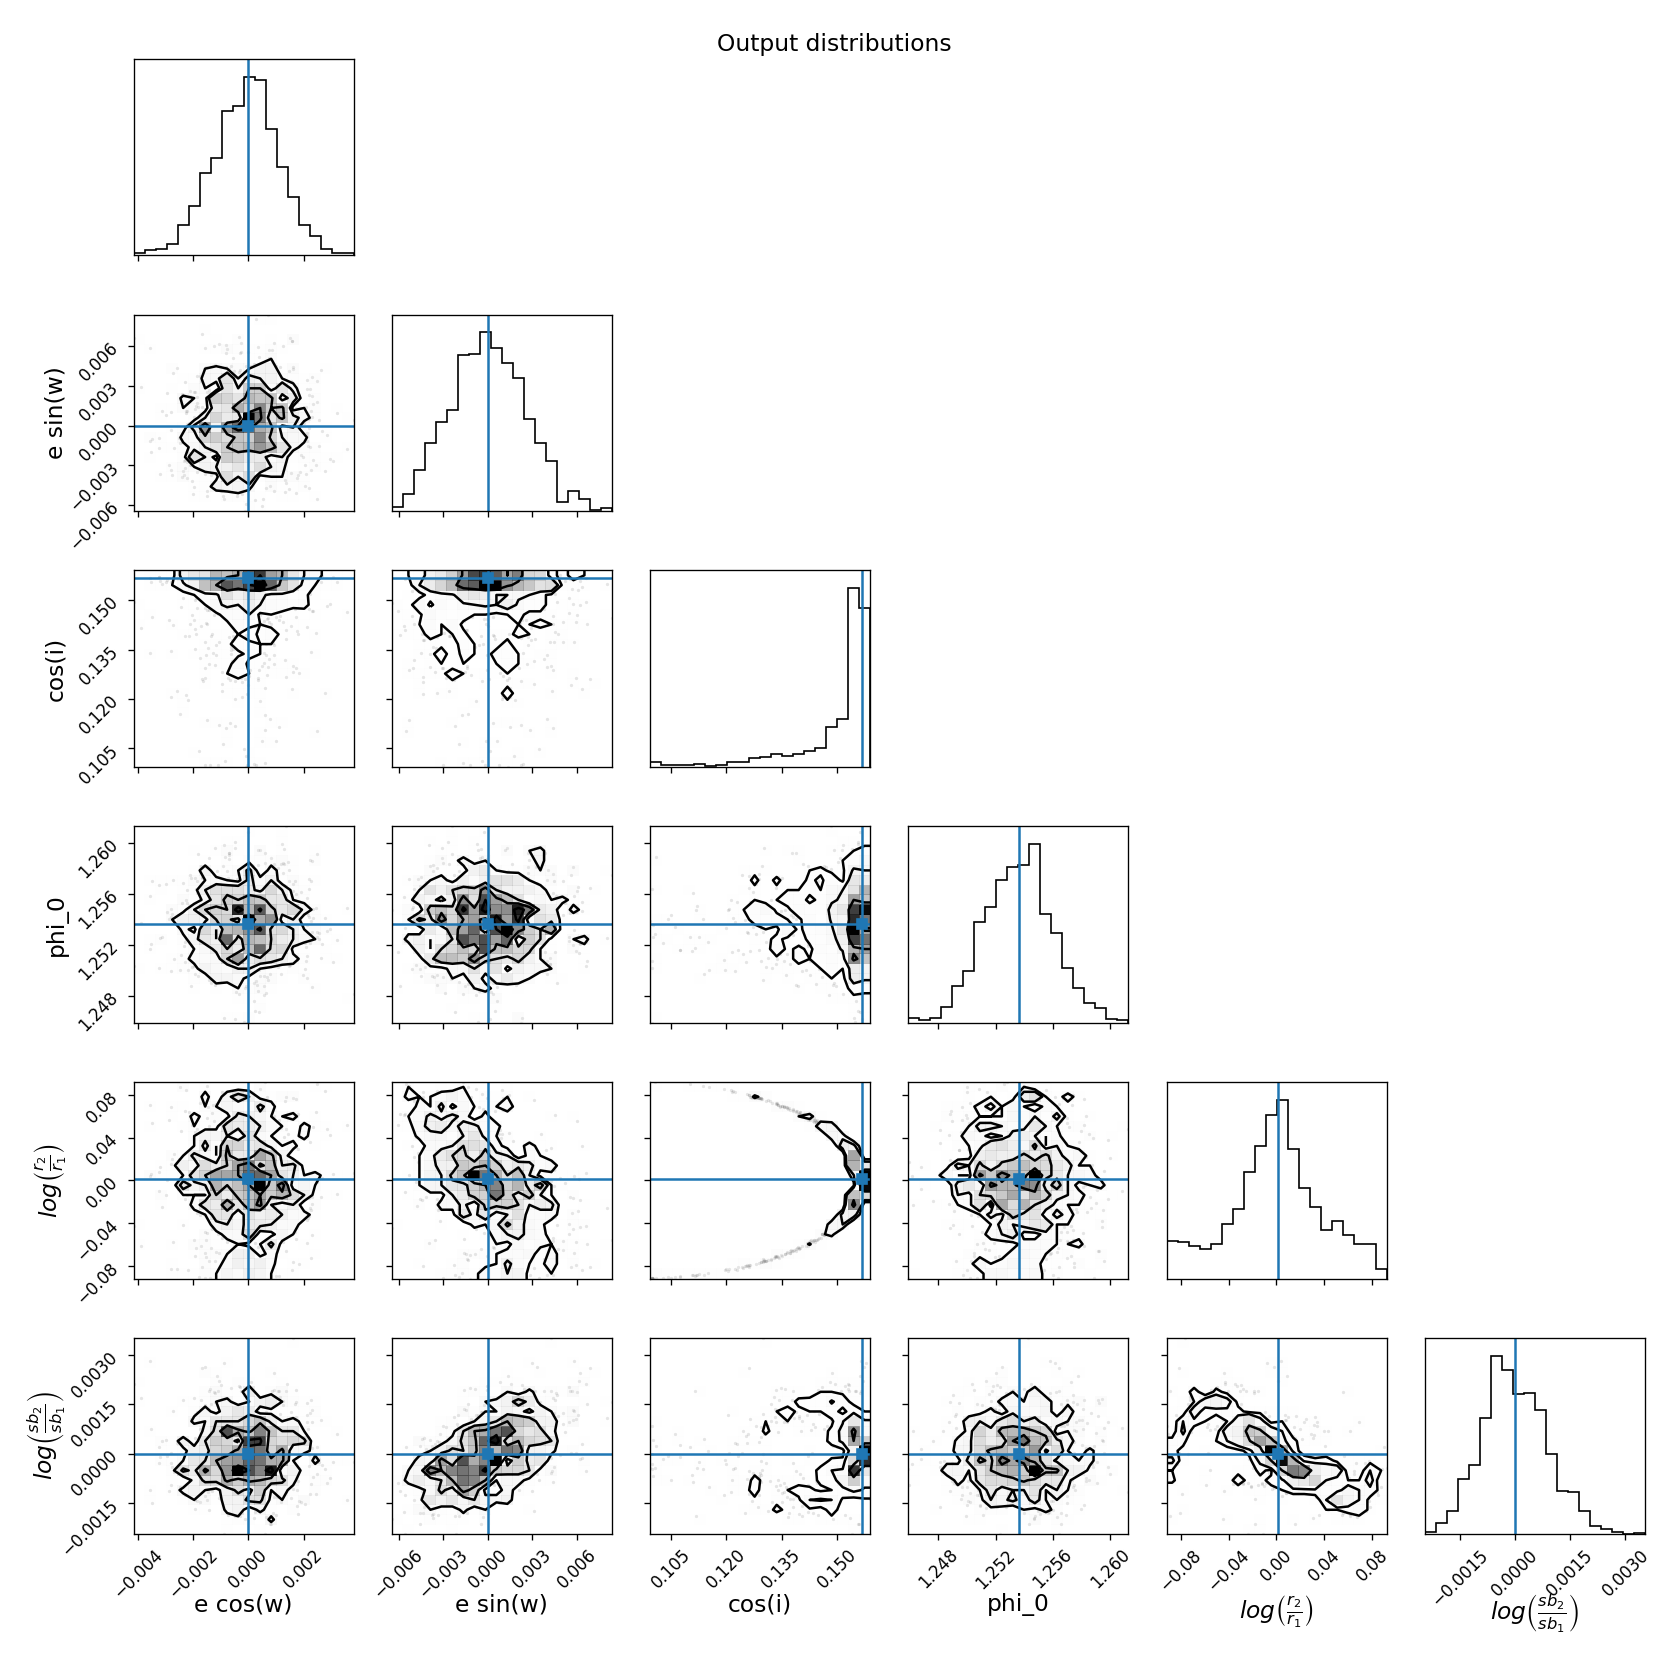 Output distributions
e sin(w)
0.006
0.003
0.000
−0.003
−0.006
cos(i)
0.150
0.135
0.120
0.105
phi_0
1.260
1.256
1.252
1.248
log(r₂/r₁)
0.08
0.04
0.00
−0.04
−0.08
log(sb₂/sb₁)
0.0030
0.0015
0.0000
−0.0015
−0.004 −0.002 0.000 0.002
e cos(w)
−0.006 −0.003 0.000 0.003 0.006
e sin(w)
0.105 0.120 0.135 0.150
cos(i)
1.248 1.252 1.256 1.260
phi_0
−0.08 −0.04 0.00 0.04 0.08
log(r₂/r₁)
−0.0015 0.0000 0.0015 0.0030
log(sb₂/sb₁)